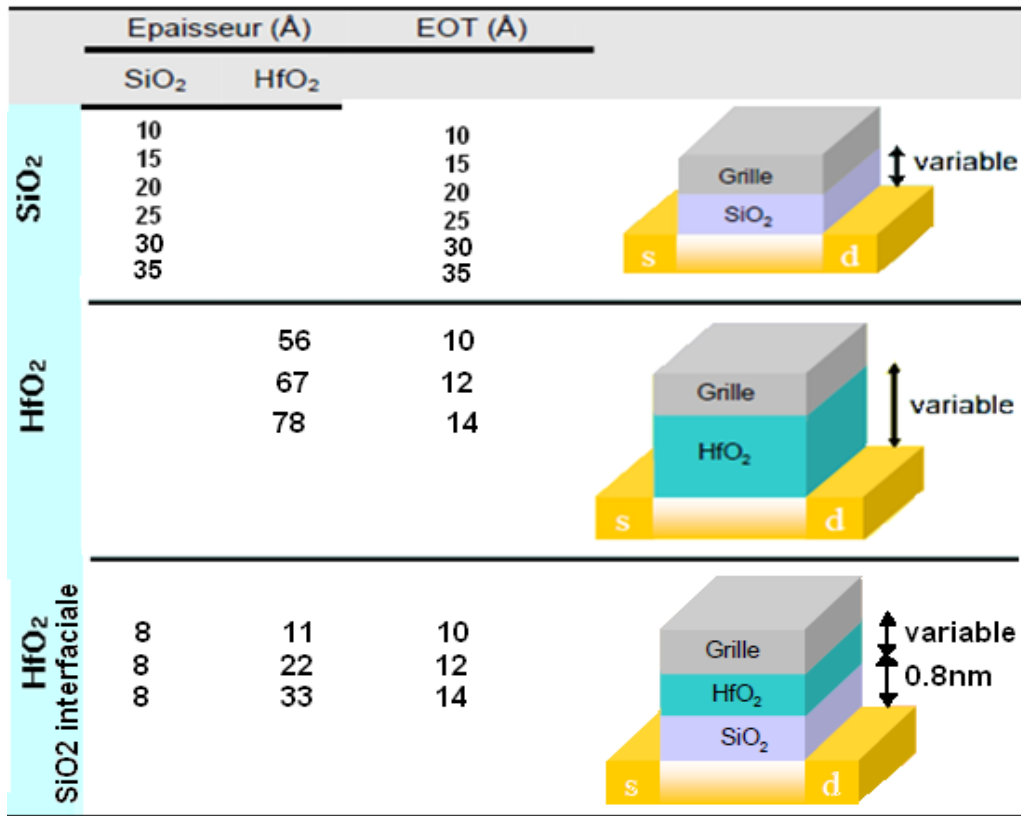 Epaisseur (Å) EOT (Å)
SiO₂ HfO₂
SiO₂
10 10
15 15
20 20
25 25
30 30
35 35
Grille
SiO₂
s d
variable
HfO₂
56 10
67 12
78 14
Grille
HfO₂
s d
variable
HfO₂
SiO2 interfaciale
8 11 10
8 22 12
8 33 14
Grille
HfO₂
SiO₂
s d
variable
0.8nm